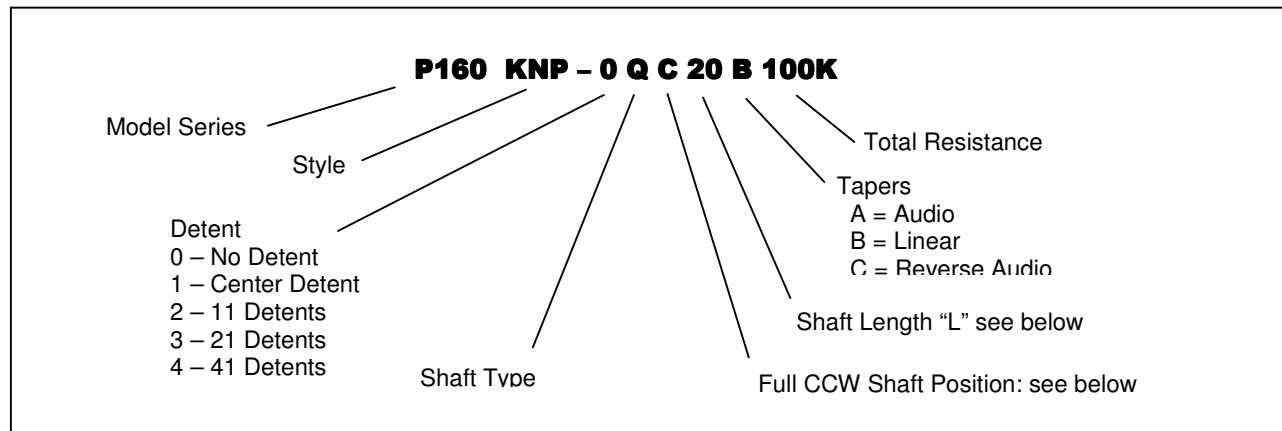 P160 KNP – 0 Q C 20 B 100K
Model Series
Style
Total Resistance
Tapers
A = Audio
B = Linear
C = Reverse Audio
Detent
0 – No Detent
1 – Center Detent
2 – 11 Detents
3 – 21 Detents
4 – 41 Detents
Shaft Length “L” see below
Shaft Type
Full CCW Shaft Position: see below